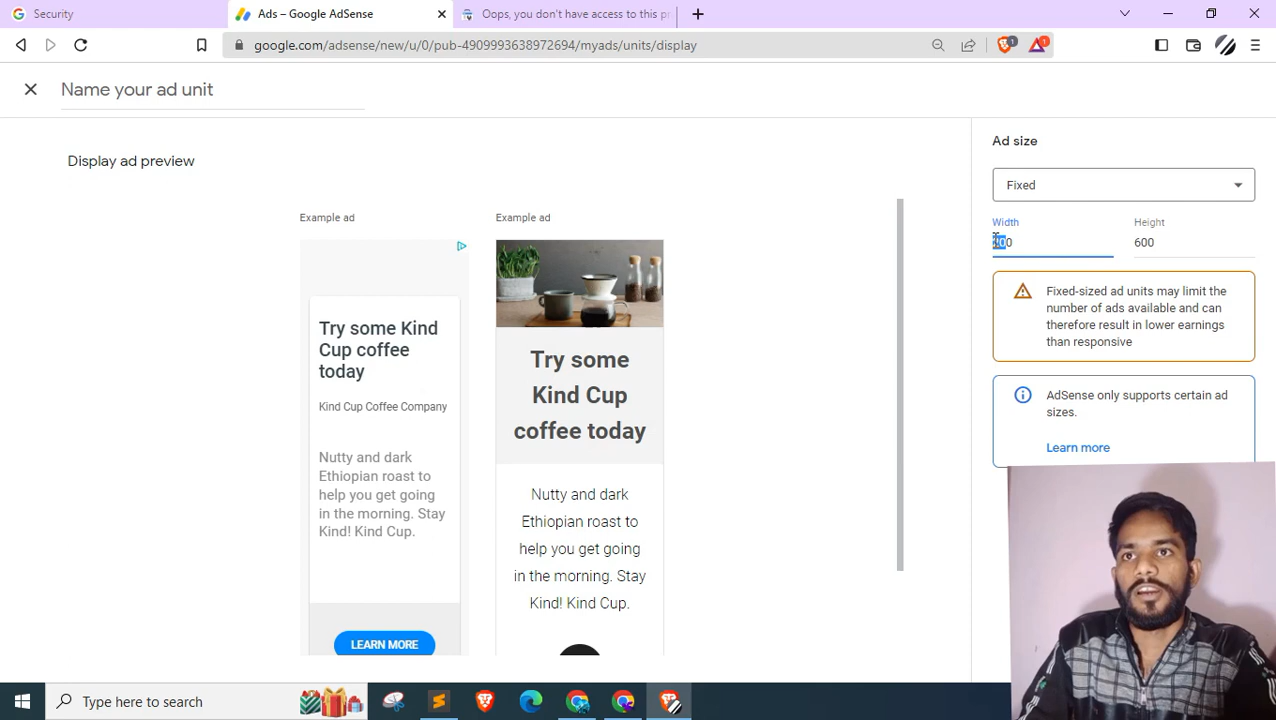 Security
Ads – Google AdSense
Oops, you don't have access to this pr
google.com/adsense/new/u/0/pub-4909993638972694/myads/units/display
1
1
Name your ad unit
Display ad preview
Example ad
Example ad
Try some Kind
Cup coffee
today
Kind Cup Coffee Company
Nutty and dark
Ethiopian roast to
help you get going
in the morning. Stay
Kind! Kind Cup.
LEARN MORE
Try some
Kind Cup
coffee today
Nutty and dark
Ethiopian roast to
help you get going
in the morning. Stay
Kind! Kind Cup.
Ad size
Fixed
Width
Height
600
Fixed-sized ad units may limit the
number of ads available and can
therefore result in lower earnings
than responsive
AdSense only supports certain ad
sizes.
Learn more
Type here to search